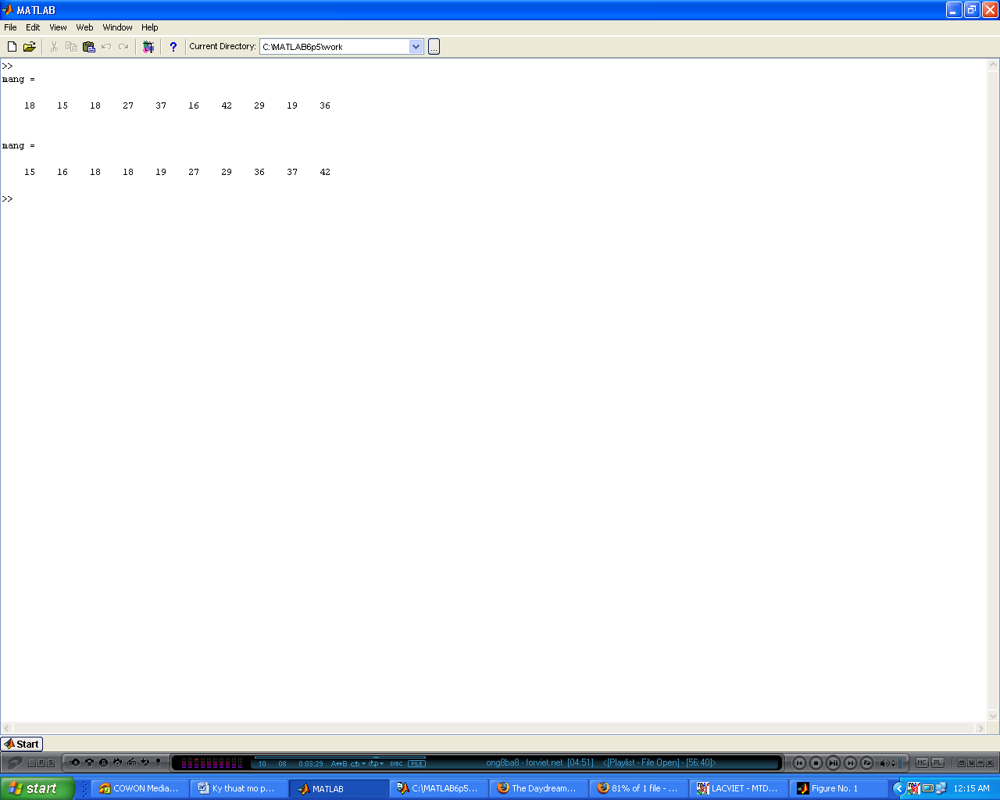 MATLAB
File Edit View Web Window Help
? Current Directory: C:\MATLAB6p5\work ...
>>
mang =
18 15 18 27 37 16 42 29 19 36
mang =
15 16 18 18 19 27 29 36 37 42
>>
Start
10 08 0:03:29 A↔B DISC FILE ong8ba8 - forviet.net [04:51] <[Playlist - File Open] - [56:40]> MC PL
start COWON Media... Ky thuat mo p... MATLAB C:\MATLAB6p5... The Daydream... 81% of 1 file - ... LACVIET - MTD... Figure No. 1 12:15 AM